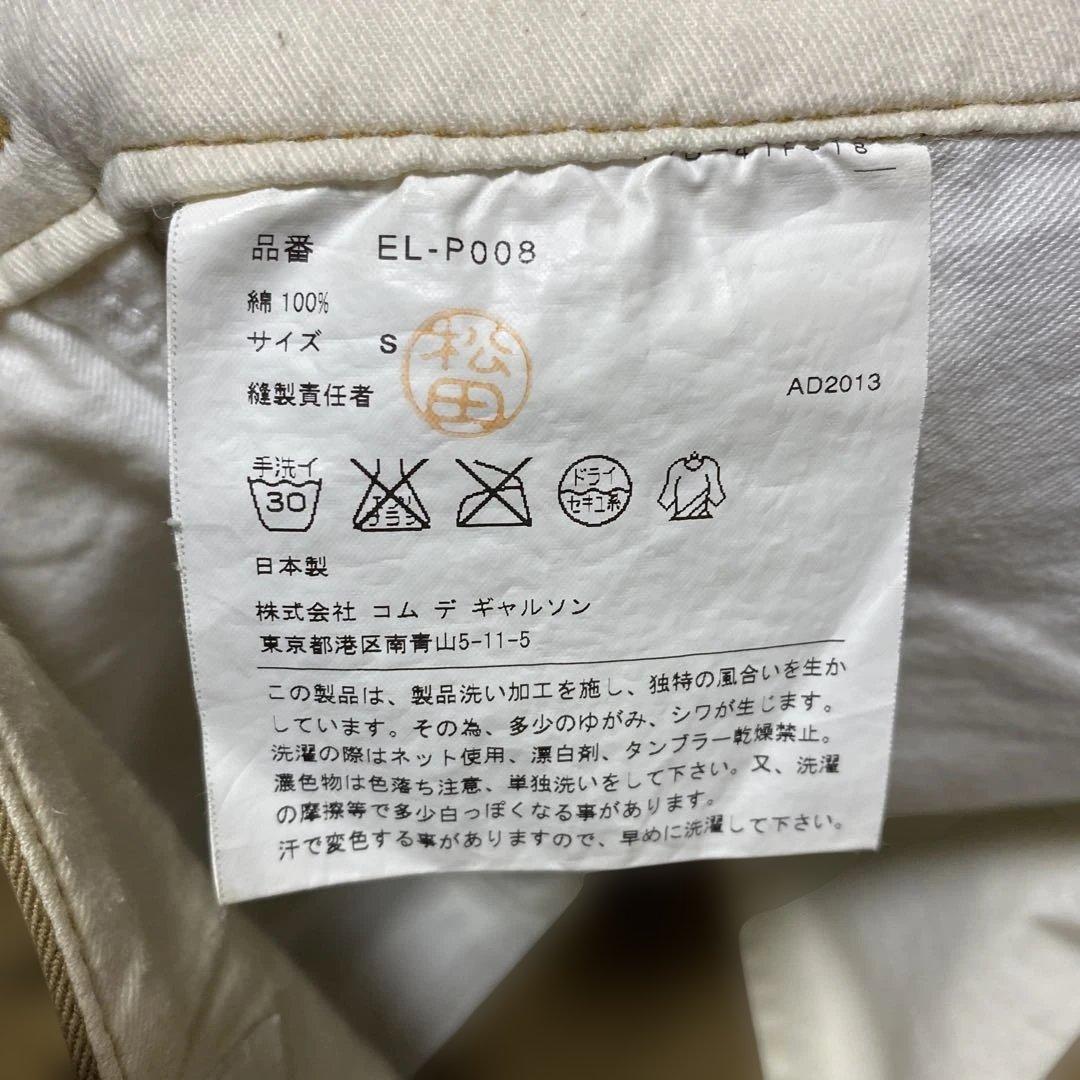 品番 EL-P008
綿 100%
サイズ S
松田
縫製責任者
AD2013
手洗イ
30
エンソ サラシ
ドライ
セキユ系
日本製
株式会社 コム デ ギャルソン
東京都港区南青山5-11-5
この製品は、製品洗い加工を施し、独特の風合いを生か
しています。その為、多少のゆがみ、シワが生じます。
洗濯の際はネット使用、漂白剤、タンブラー乾燥禁止。
濃色物は色落ち注意、単独洗いをして下さい。又、洗濯
の摩擦等で多少白っぽくなる事があります。
汗で変色する事がありますので、早めに洗濯して下さい。